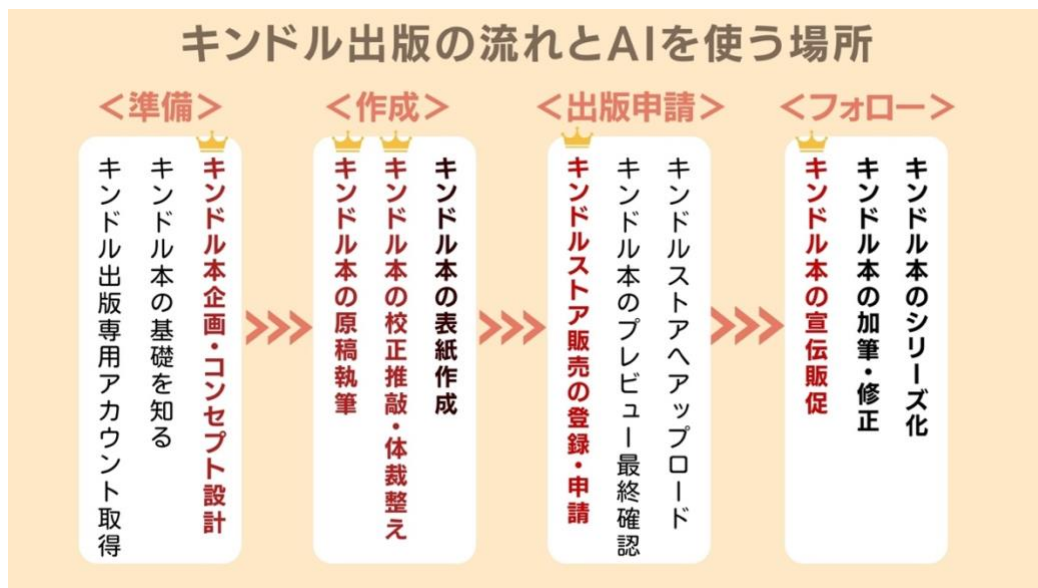 キンドル出版の流れとAIを使う場所
＜準備＞
キンドル出版専用アカウント取得
キンドル本の基礎を知る
キンドル本企画・コンセプト設計
＜作成＞
キンドル本の原稿執筆
キンドル本の校正推敲・体裁整え
キンドル本の表紙作成
＜出版申請＞
キンドルストア販売の登録・申請
キンドル本のプレビュー最終確認
キンドルストアへアップロード
＜フォロー＞
キンドル本の宣伝販促
キンドル本の加筆・修正
キンドル本のシリーズ化